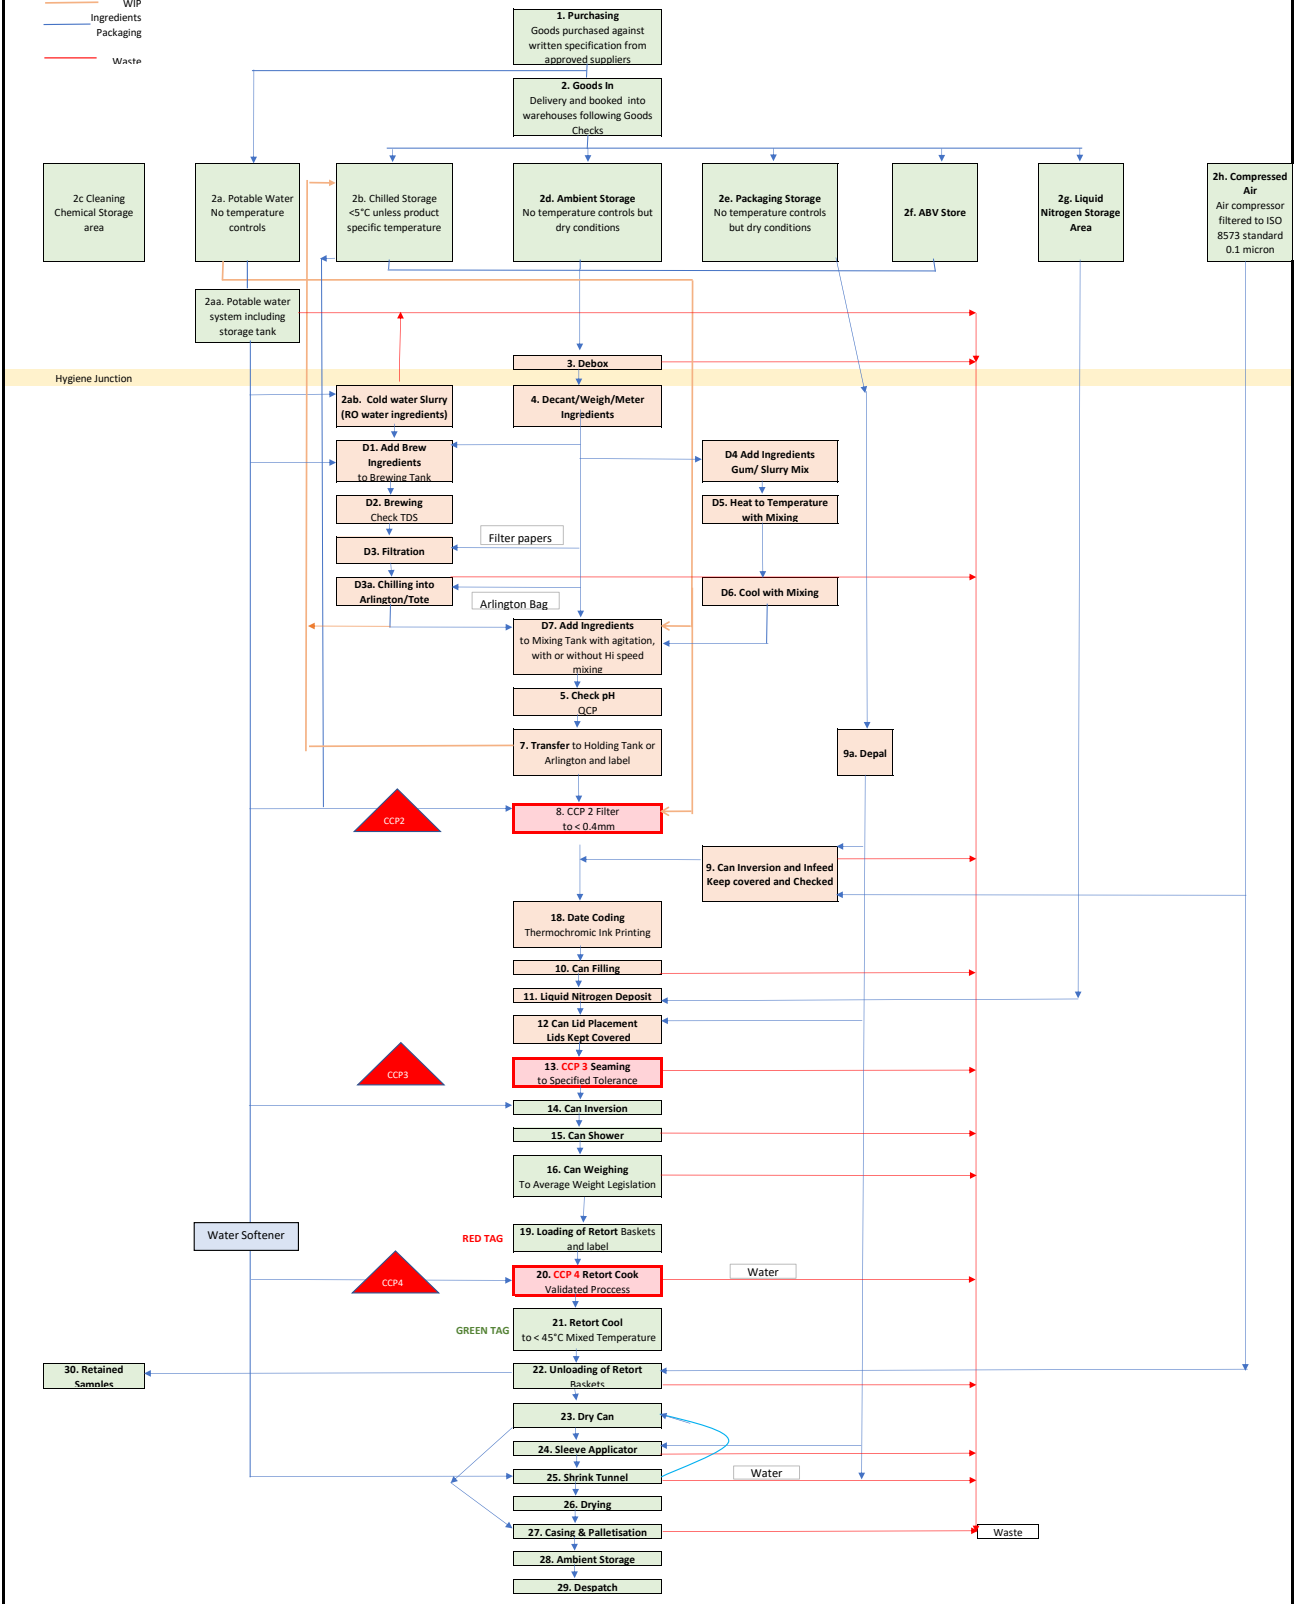 WIP
Ingredients
Packaging
Waste
1. Purchasing
Goods purchased against
written specification from
approved suppliers
2. Goods In
Delivery and booked into
warehouses following Goods
Checks
2c Cleaning
Chemical Storage
area
2a. Potable Water
No temperature
controls
2b. Chilled Storage
<5°C unless product
specific temperature
2d. Ambient Storage
No temperature controls but
dry conditions
2e. Packaging Storage
No temperature controls
but dry conditions
2f. ABV Store
2g. Liquid
Nitrogen Storage
Area
2h. Compressed
Air
Air compressor
filtered to ISO
8573 standard
0.1 micron
2aa. Potable water
system including
storage tank
3. Debox
Hygiene Junction
2ab. Cold water Slurry
(RO water ingredients)
4. Decant/Weigh/Meter
Ingredients
D1. Add Brew
Ingredients
to Brewing Tank
D4 Add Ingredients
Gum/ Slurry Mix
D2. Brewing
Check TDS
D5. Heat to Temperature
with Mixing
Filter papers
D3. Filtration
D3a. Chilling into
Arlington/Tote
D6. Cool with Mixing
Arlington Bag
D7. Add Ingredients
to Mixing Tank with agitation,
with or without Hi speed
mixing
5. Check pH
QCP
7. Transfer to Holding Tank or
Arlington and label
9a. Depal
CCP2
8. CCP 2 Filter
to < 0.4mm
9. Can Inversion and Infeed
Keep covered and Checked
18. Date Coding
Thermochromic Ink Printing
10. Can Filling
11. Liquid Nitrogen Deposit
12 Can Lid Placement
Lids Kept Covered
CCP3
13. CCP 3 Seaming
to Specified Tolerance
14. Can Inversion
15. Can Shower
16. Can Weighing
To Average Weight Legislation
Water Softener
RED TAG
19. Loading of Retort Baskets
and label
CCP4
20. CCP 4 Retort Cook
Validated Proccess
Water
GREEN TAG
21. Retort Cool
to < 45°C Mixed Temperature
30. Retained
Samples
22. Unloading of Retort
Baskets
23. Dry Can
24. Sleeve Applicator
25. Shrink Tunnel
Water
26. Drying
27. Casing & Palletisation
Waste
28. Ambient Storage
29. Despatch